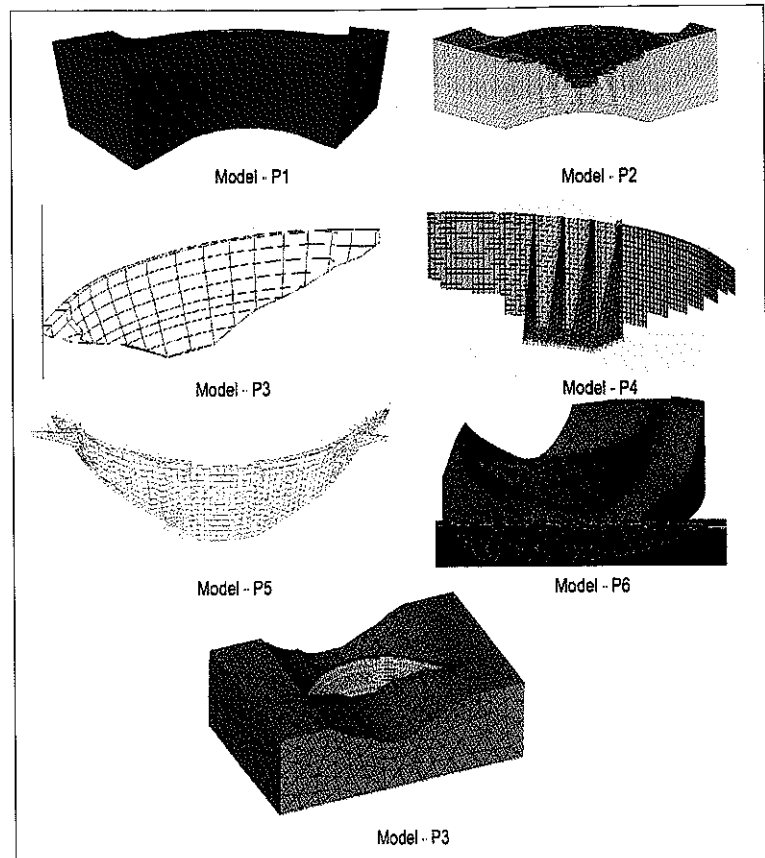 Model - P1
Model - P2
Model - P3
Model - P4
Model - P5
Model - P6
Model - P3